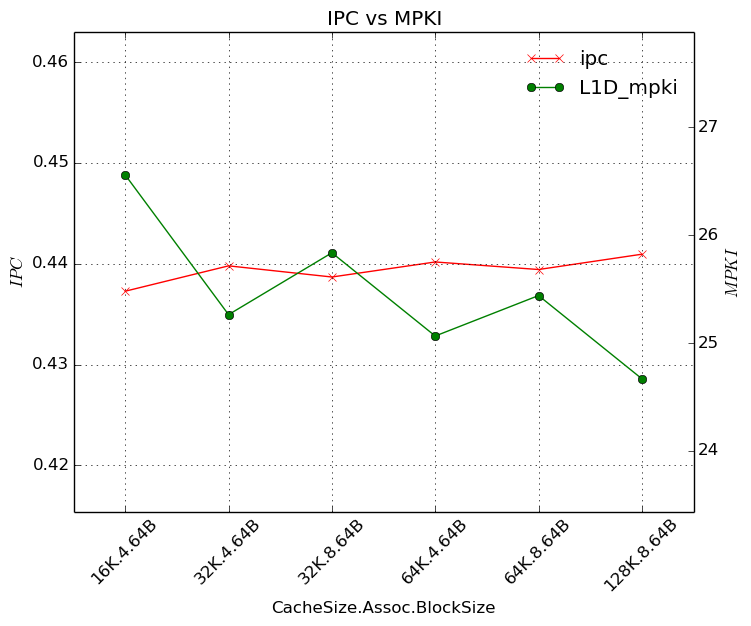 IPC vs MPKI
ipc
L1D_mpki
0.46
0.45
0.44
0.43
0.42
IPC
27
26
25
24
MPKI
16K.4.64B
32K.4.64B
32K.8.64B
64K.4.64B
64K.8.64B
128K.8.64B
CacheSize.Assoc.BlockSize